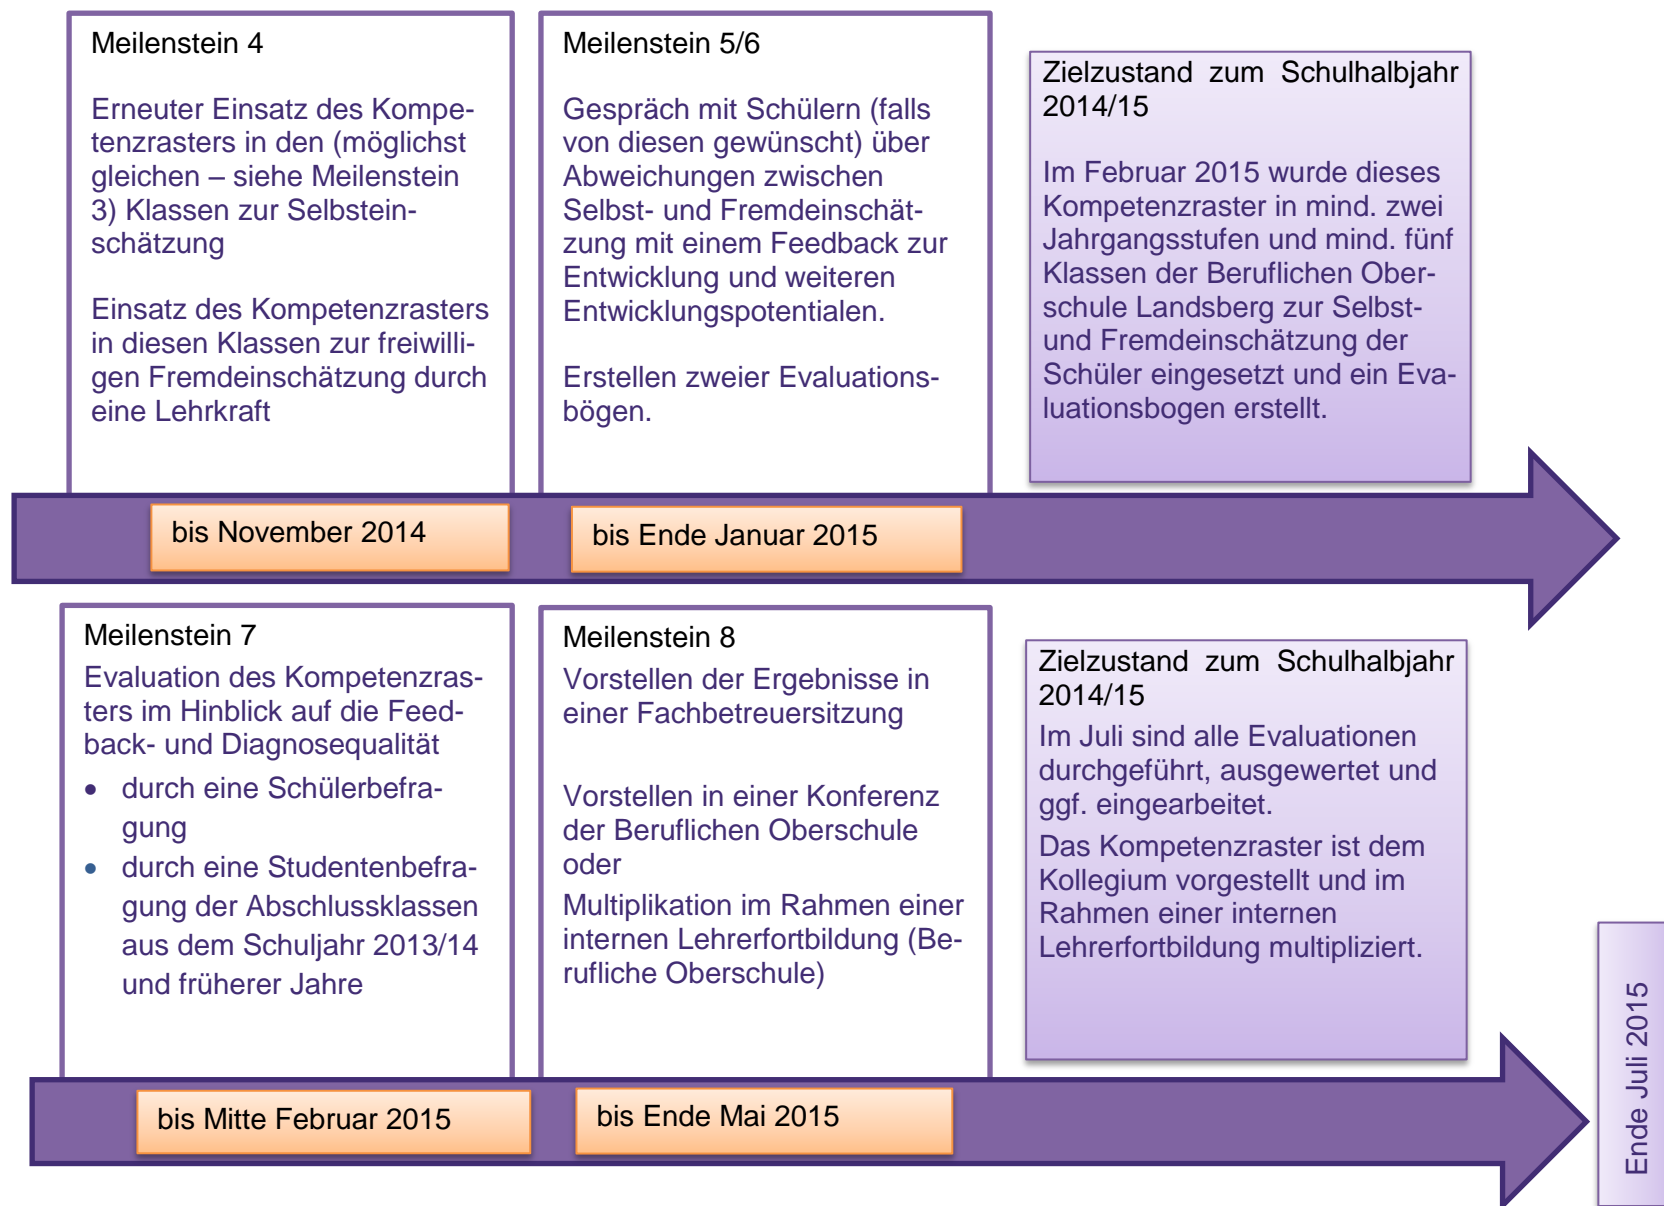 Meilenstein 4
Erneuter Einsatz des Kompe-
tenzrasters in den (möglichst
gleichen – siehe Meilenstein
3) Klassen zur Selbstein-
schätzung
Einsatz des Kompetenzrasters
in diesen Klassen zur freiwilli-
gen Fremdeinschätzung durch
eine Lehrkraft
bis November 2014
Meilenstein 5/6
Gespräch mit Schülern (falls
von diesen gewünscht) über
Abweichungen zwischen
Selbst- und Fremdeinschät-
zung mit einem Feedback zur
Entwicklung und weiteren
Entwicklungspotentialen.
Erstellen zweier Evaluations-
bögen.
bis Ende Januar 2015
Zielzustand zum Schulhalbjahr
2014/15
Im Februar 2015 wurde dieses
Kompetenzraster in mind. zwei
Jahrgangsstufen und mind. fünf
Klassen der Beruflichen Ober-
schule Landsberg zur Selbst-
und Fremdeinschätzung der
Schüler eingesetzt und ein Eva-
luationsbogen erstellt.
Meilenstein 7
Evaluation des Kompetenzras-
ters im Hinblick auf die Feed-
back- und Diagnosequalität
• durch eine Schülerbefra-
gung
• durch eine Studentenbefra-
gung der Abschlussklassen
aus dem Schuljahr 2013/14
und früherer Jahre
bis Mitte Februar 2015
Meilenstein 8
Vorstellen der Ergebnisse in
einer Fachbetreuersitzung
Vorstellen in einer Konferenz
der Beruflichen Oberschule
oder
Multiplikation im Rahmen einer
internen Lehrerfortbildung (Be-
rufliche Oberschule)
bis Ende Mai 2015
Zielzustand zum Schulhalbjahr
2014/15
Im Juli sind alle Evaluationen
durchgeführt, ausgewertet und
ggf. eingearbeitet.
Das Kompetenzraster ist dem
Kollegium vorgestellt und im
Rahmen einer internen
Lehrerfortbildung multipliziert.
Ende Juli 2015